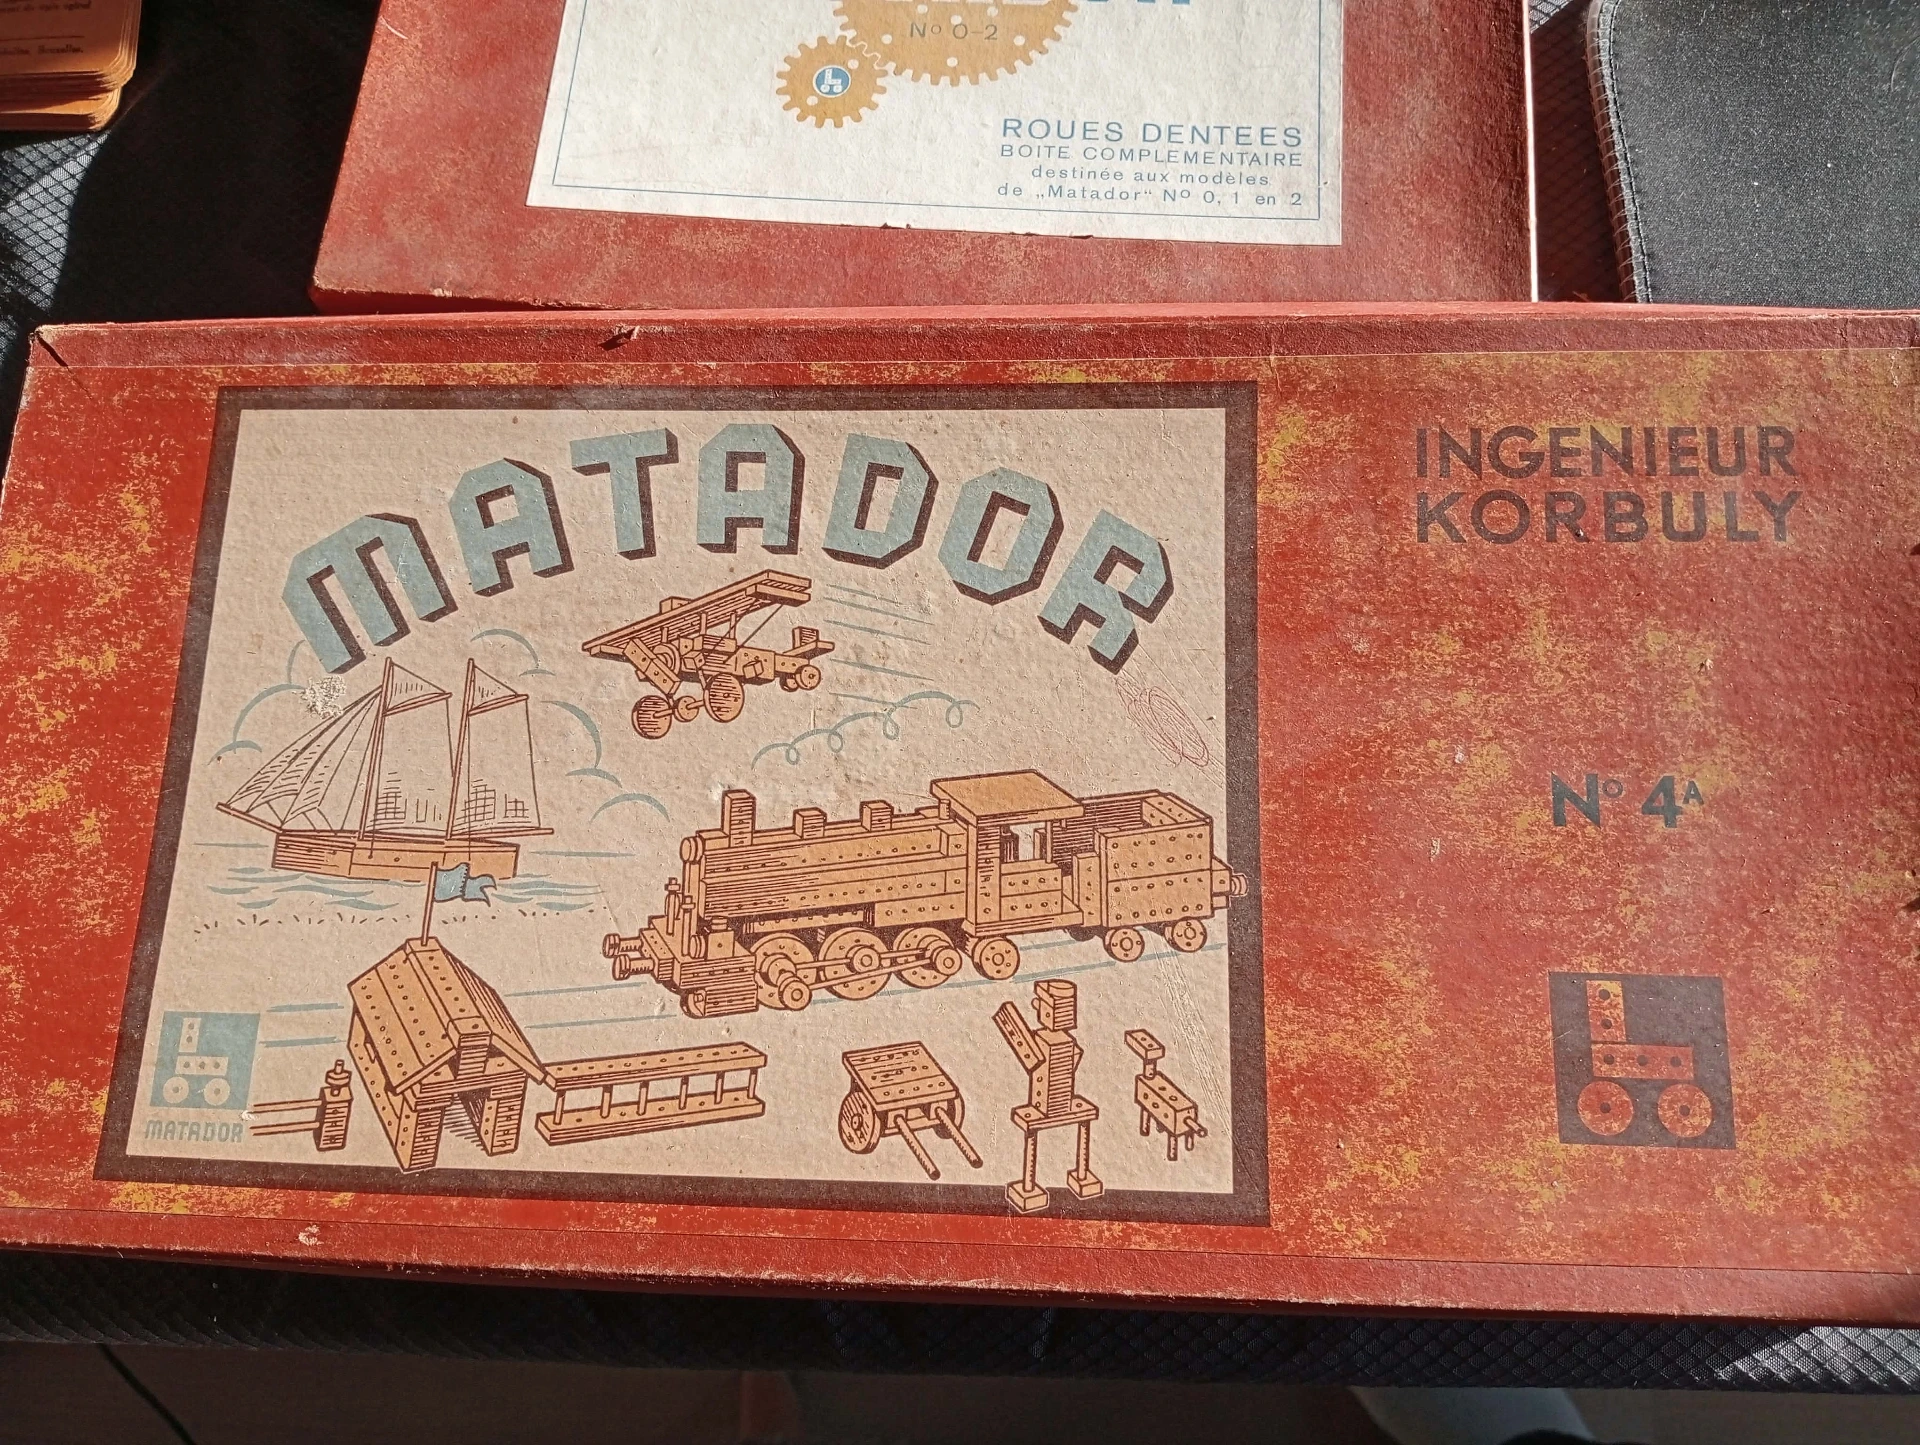 Bruxelles.
No 0-2
ROUES DENTEES
BOITE COMPLEMENTAIRE
destinée aux modèles
de „Matador“ No 0, 1 en 2
MATADOR
INGENIEUR
KORBULY
No 4A
MATADOR